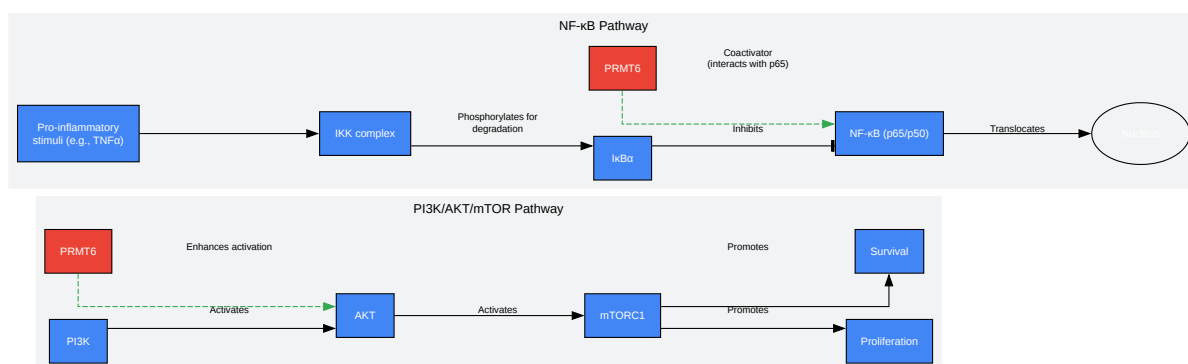 NF-κB Pathway
PRMT6
Coactivator
(interacts with p65)
Pro-inflammatory
stimuli (e.g., TNFα)
IKK complex
Phosphorylates for
degradation
IκBα
Inhibits
NF-κB (p65/p50)
Translocates
Nucleus
PI3K/AKT/mTOR Pathway
PRMT6
Enhances activation
Promotes
Survival
Activates
PI3K
AKT
Activates
mTORC1
Promotes
Proliferation